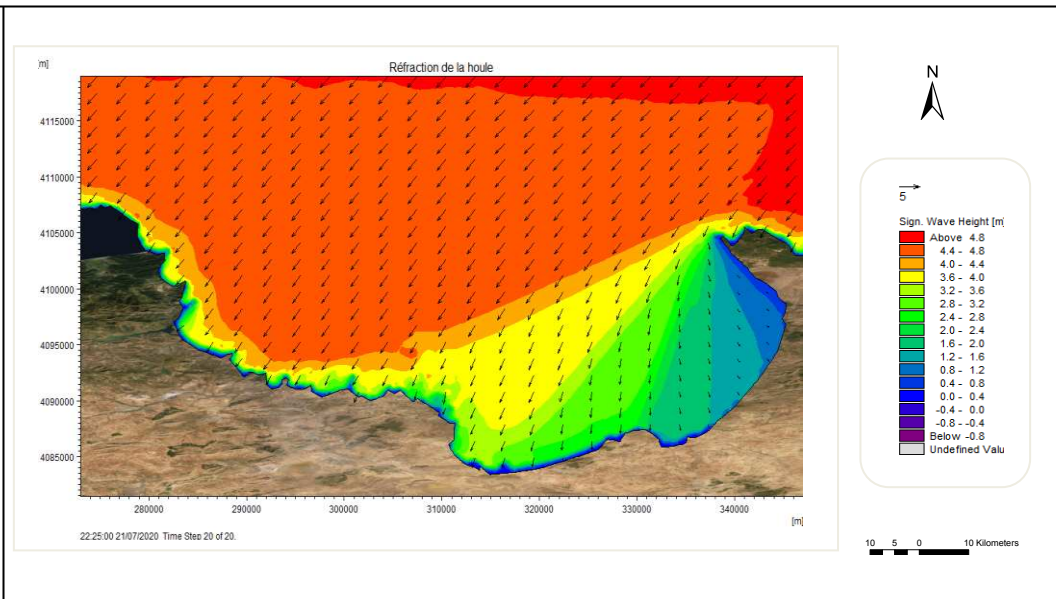 Réfraction de la houle
[m]
4115000
4110000
4105000
4100000
4095000
4090000
4085000
280000 290000 300000 310000 320000 330000 340000
[m]
22:25:00 21/07/2020 Time Step 20 of 20.
N
5
Sign. Wave Height [m]
Above 4.8
4.4 - 4.8
4.0 - 4.4
3.6 - 4.0
3.2 - 3.6
2.8 - 3.2
2.4 - 2.8
2.0 - 2.4
1.6 - 2.0
1.2 - 1.6
0.8 - 1.2
0.4 - 0.8
0.0 - 0.4
-0.4 - 0.0
-0.8 - -0.4
Below -0.8
Undefined Valu
10 5 0 10 Kilometers